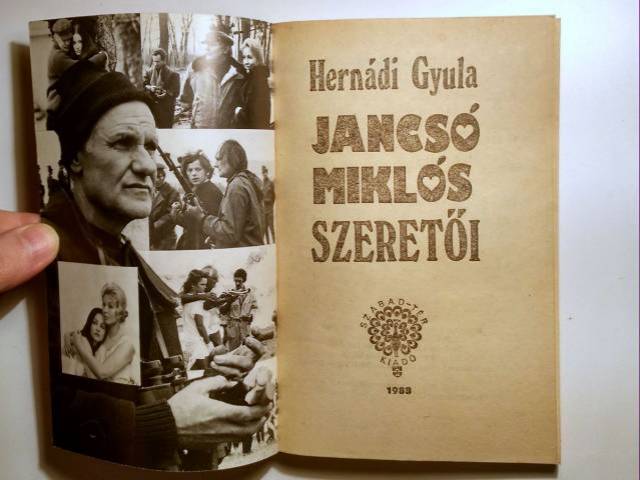 Hernádi Gyula
JANCSÓ
MIKLÓS
SZERETŐI
SZABAD-TÉR
KIADÓ
1983